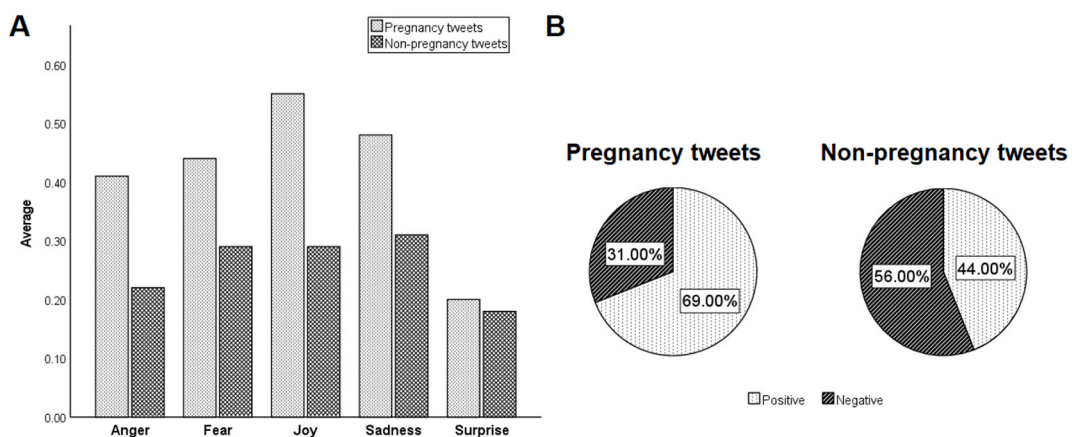 A
Pregnancy tweets
Non-pregnancy tweets
0.60
0.50
0.40
0.30
0.20
0.10
0.00
Average
Anger Fear Joy Sadness Surprise
B
Pregnancy tweets
31.00%
69.00%
Non-pregnancy tweets
56.00%
44.00%
Positive Negative